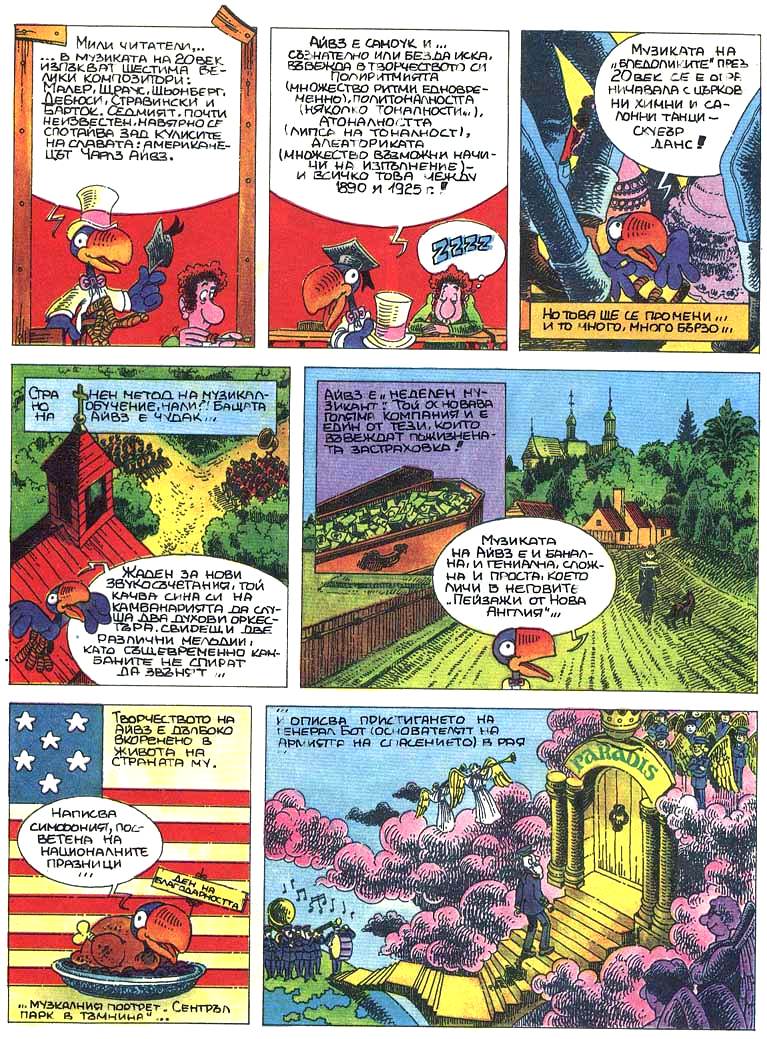 Мили читатели,..
... в музиката на 20 век
изпъкват шестима ве-
лики композитори:
Малер, Щраус, Шьонберг,
Дебюси, Стравински и
Барток. Седмият, почти
неизвестен, навярно се
спотайва зад кулисите
на славата: американе-
цът Чарлз Айвз.
Айвз е самоук и ...
съзнателно или без да иска,
въвежда в творчеството си
полиритмията
(множество ритми едновре-
менно), политоналността
(няколко тоналности...),
атоналността
(липса на тоналност),
алеаториката
(множество възможни начи-
ни на изпълнение) -
и всичко това между
1890 и 1925 г.!
ZZZZ
Музиката на
„бледоликите" през
20 век се е огра
ничавала с църков
ни химни и са-
лонни танци -
скуеър
данс!
Но това ще се промени ...
и то много, много бързо ...
Стра нен метод на музикал-
но обучение, нали?! Бащата
на Айвз е чудак ...
Жаден за нови
звукосъчетания, той
качва сина си на
камбанарията да слу-
ша два духови оркес-
търа, свирещи две
различни мелодии,
като същевременно кам-
баните не спират
да звънят ...
Айвз е „неделен му-
зикант". Той основава
голяма компания и е
един от тези, които
въвеждат пожизнена-
та застраховка!
Музиката
на Айвз е и банал-
на, и гениална, слож-
на и проста, което
личи в неговите
„Пейзажи от Нова
Англия"...
Творчеството на
Айвз е дълбоко
вкоренено в
живота на
страната му.
Написва
симфония, пос-
ветена на
националните
празници
...
Ден на
благодарността
... музкалния портрет „Сентръл
парк в тъмнина" ...
...
И описва пристигането на
генерал Бот (основателят на
армията на спасението) в рая
...
PARADIS